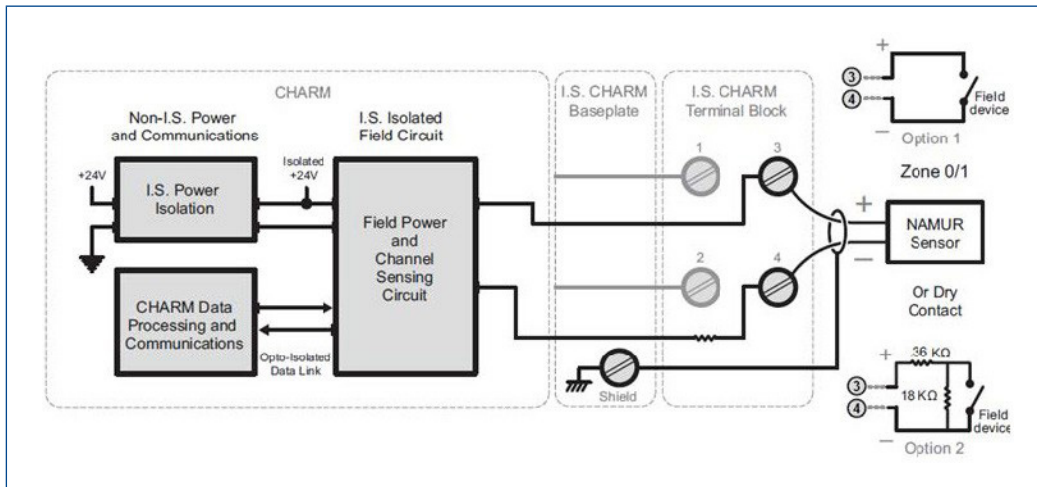 CHARM
I.S. CHARM
Baseplate
I.S. CHARM
Terminal Block
Non-I.S. Power
and Communications
I.S. Isolated
Field Circuit
+24V
I.S. Power
Isolation
Isolated
+24V
Field Power
and
Channel
Sensing
Circuit
CHARM Data
Processing and
Communications
Opto-Isolated
Data Link
1
3
2
4
Shield
+
3
4
Field
device
−
Option 1
Zone 0/1
+
−
NAMUR
Sensor
Or Dry
Contact
+
36 KΩ
3
18 KΩ
4
Field
device
−
Option 2